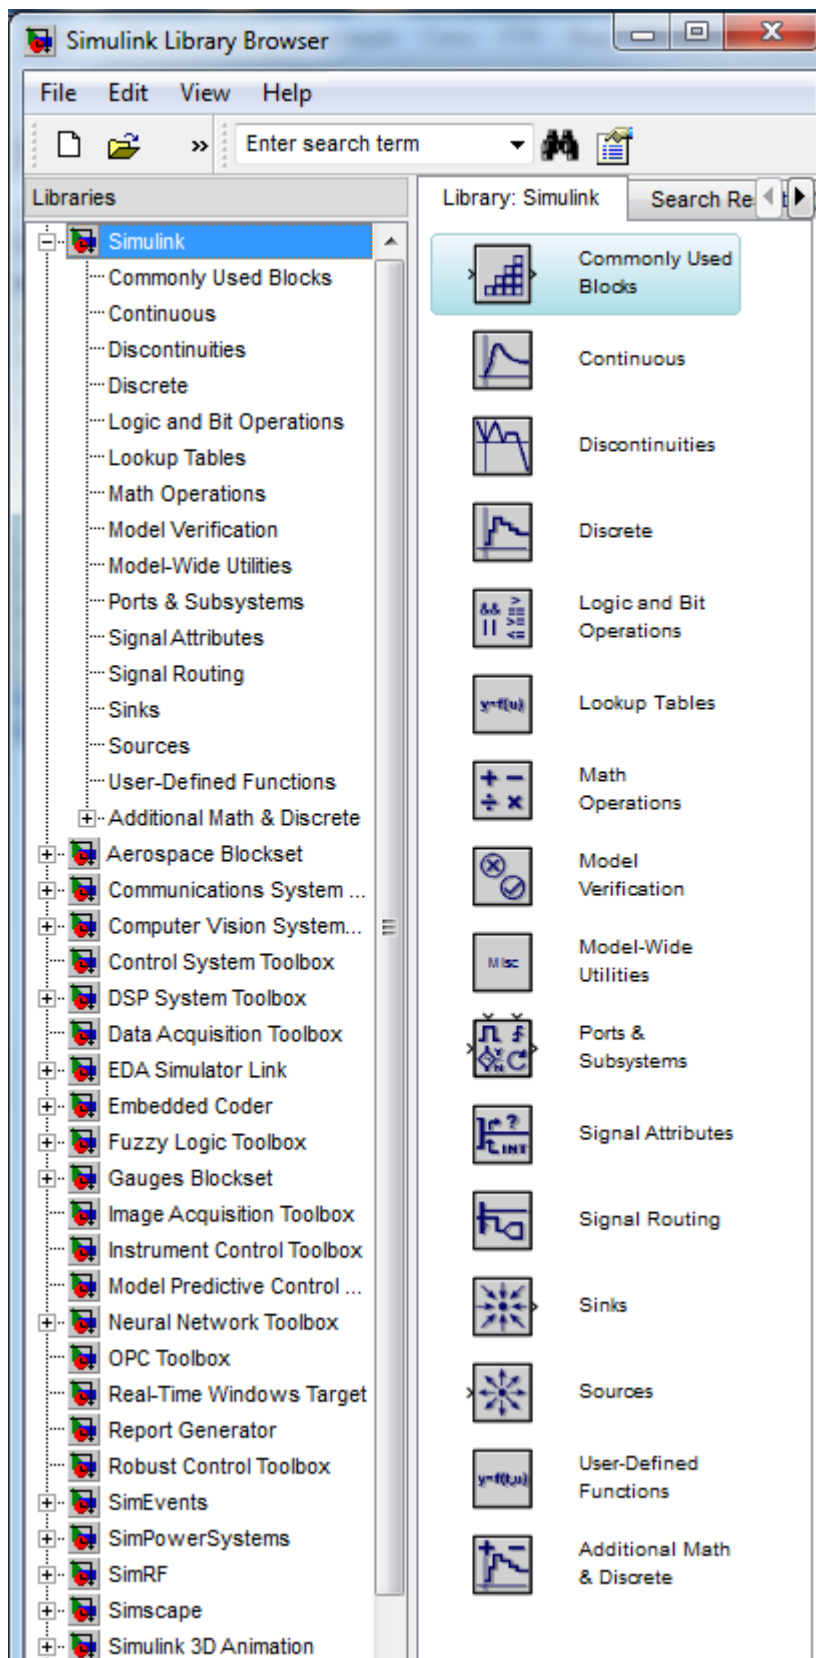 Simulink Library Browser
File Edit View Help
» Enter search term
Libraries
Simulink
Commonly Used Blocks
Continuous
Discontinuities
Discrete
Logic and Bit Operations
Lookup Tables
Math Operations
Model Verification
Model-Wide Utilities
Ports & Subsystems
Signal Attributes
Signal Routing
Sinks
Sources
User-Defined Functions
Additional Math & Discrete
Aerospace Blockset
Communications System ...
Computer Vision System...
Control System Toolbox
DSP System Toolbox
Data Acquisition Toolbox
EDA Simulator Link
Embedded Coder
Fuzzy Logic Toolbox
Gauges Blockset
Image Acquisition Toolbox
Instrument Control Toolbox
Model Predictive Control ...
Neural Network Toolbox
OPC Toolbox
Real-Time Windows Target
Report Generator
Robust Control Toolbox
SimEvents
SimPowerSystems
SimRF
Simscape
Simulink 3D Animation
Library: Simulink Search Re
Commonly Used
Blocks
Continuous
Discontinuities
Discrete
&& > ==
|| >= <=
Logic and Bit
Operations
y=f(u)
Lookup Tables
+ −
÷ ×
Math
Operations
Model
Verification
Misc
Model-Wide
Utilities
Y
N
Ports &
Subsystems
?
t.INT
Signal Attributes
Signal Routing
Sinks
Sources
y=f(t,u)
User-Defined
Functions
+ −
Additional Math
& Discrete